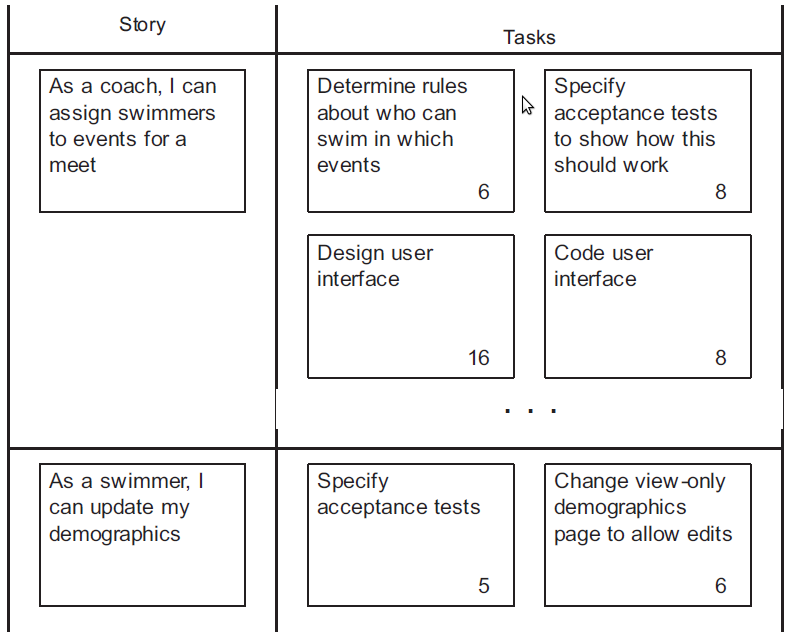 Story
Tasks
As a coach, I can
assign swimmers
to events for a
meet
Determine rules
about who can
swim in which
events
6
Specify
acceptance tests
to show how this
should work
8
Design user
interface
16
Code user
interface
8
. . .
As a swimmer, I
can update my
demographics
Specify
acceptance tests
5
Change view-only
demographics
page to allow edits
6